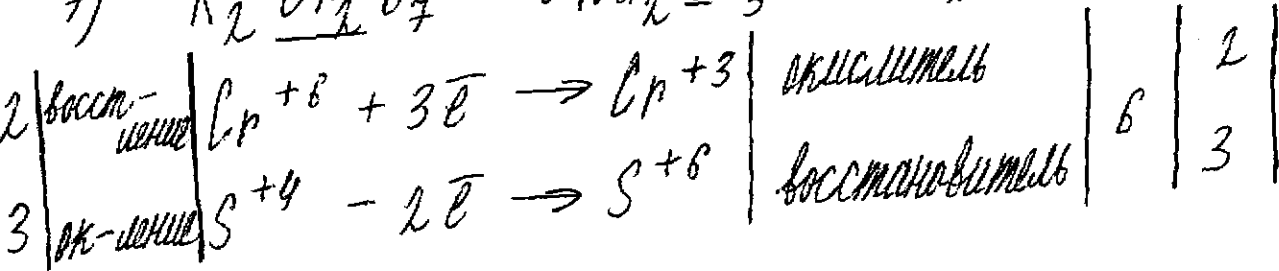 2 | восст-ление | Cr⁺⁶ + 3e̅ → Cr⁺³ | окислитель | 6 | 2 |
3 | ок-ление | S⁺⁴ - 2e̅ → S⁺⁶ | восстановитель | 3 |